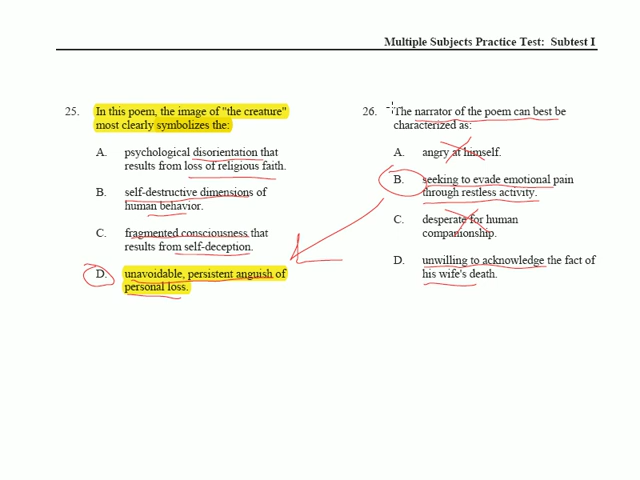 Multiple Subjects Practice Test: Subtest I
25. In this poem, the image of "the creature"
most clearly symbolizes the:
A. psychological disorientation that
results from loss of religious faith.
B. self-destructive dimensions of
human behavior.
C. fragmented consciousness that
results from self-deception.
D. unavoidable, persistent anguish of
personal loss.
26. The narrator of the poem can best be
characterized as:
A. angry at himself.
B. seeking to evade emotional pain
through restless activity.
C. desperate for human
companionship.
D. unwilling to acknowledge the fact of
his wife's death.